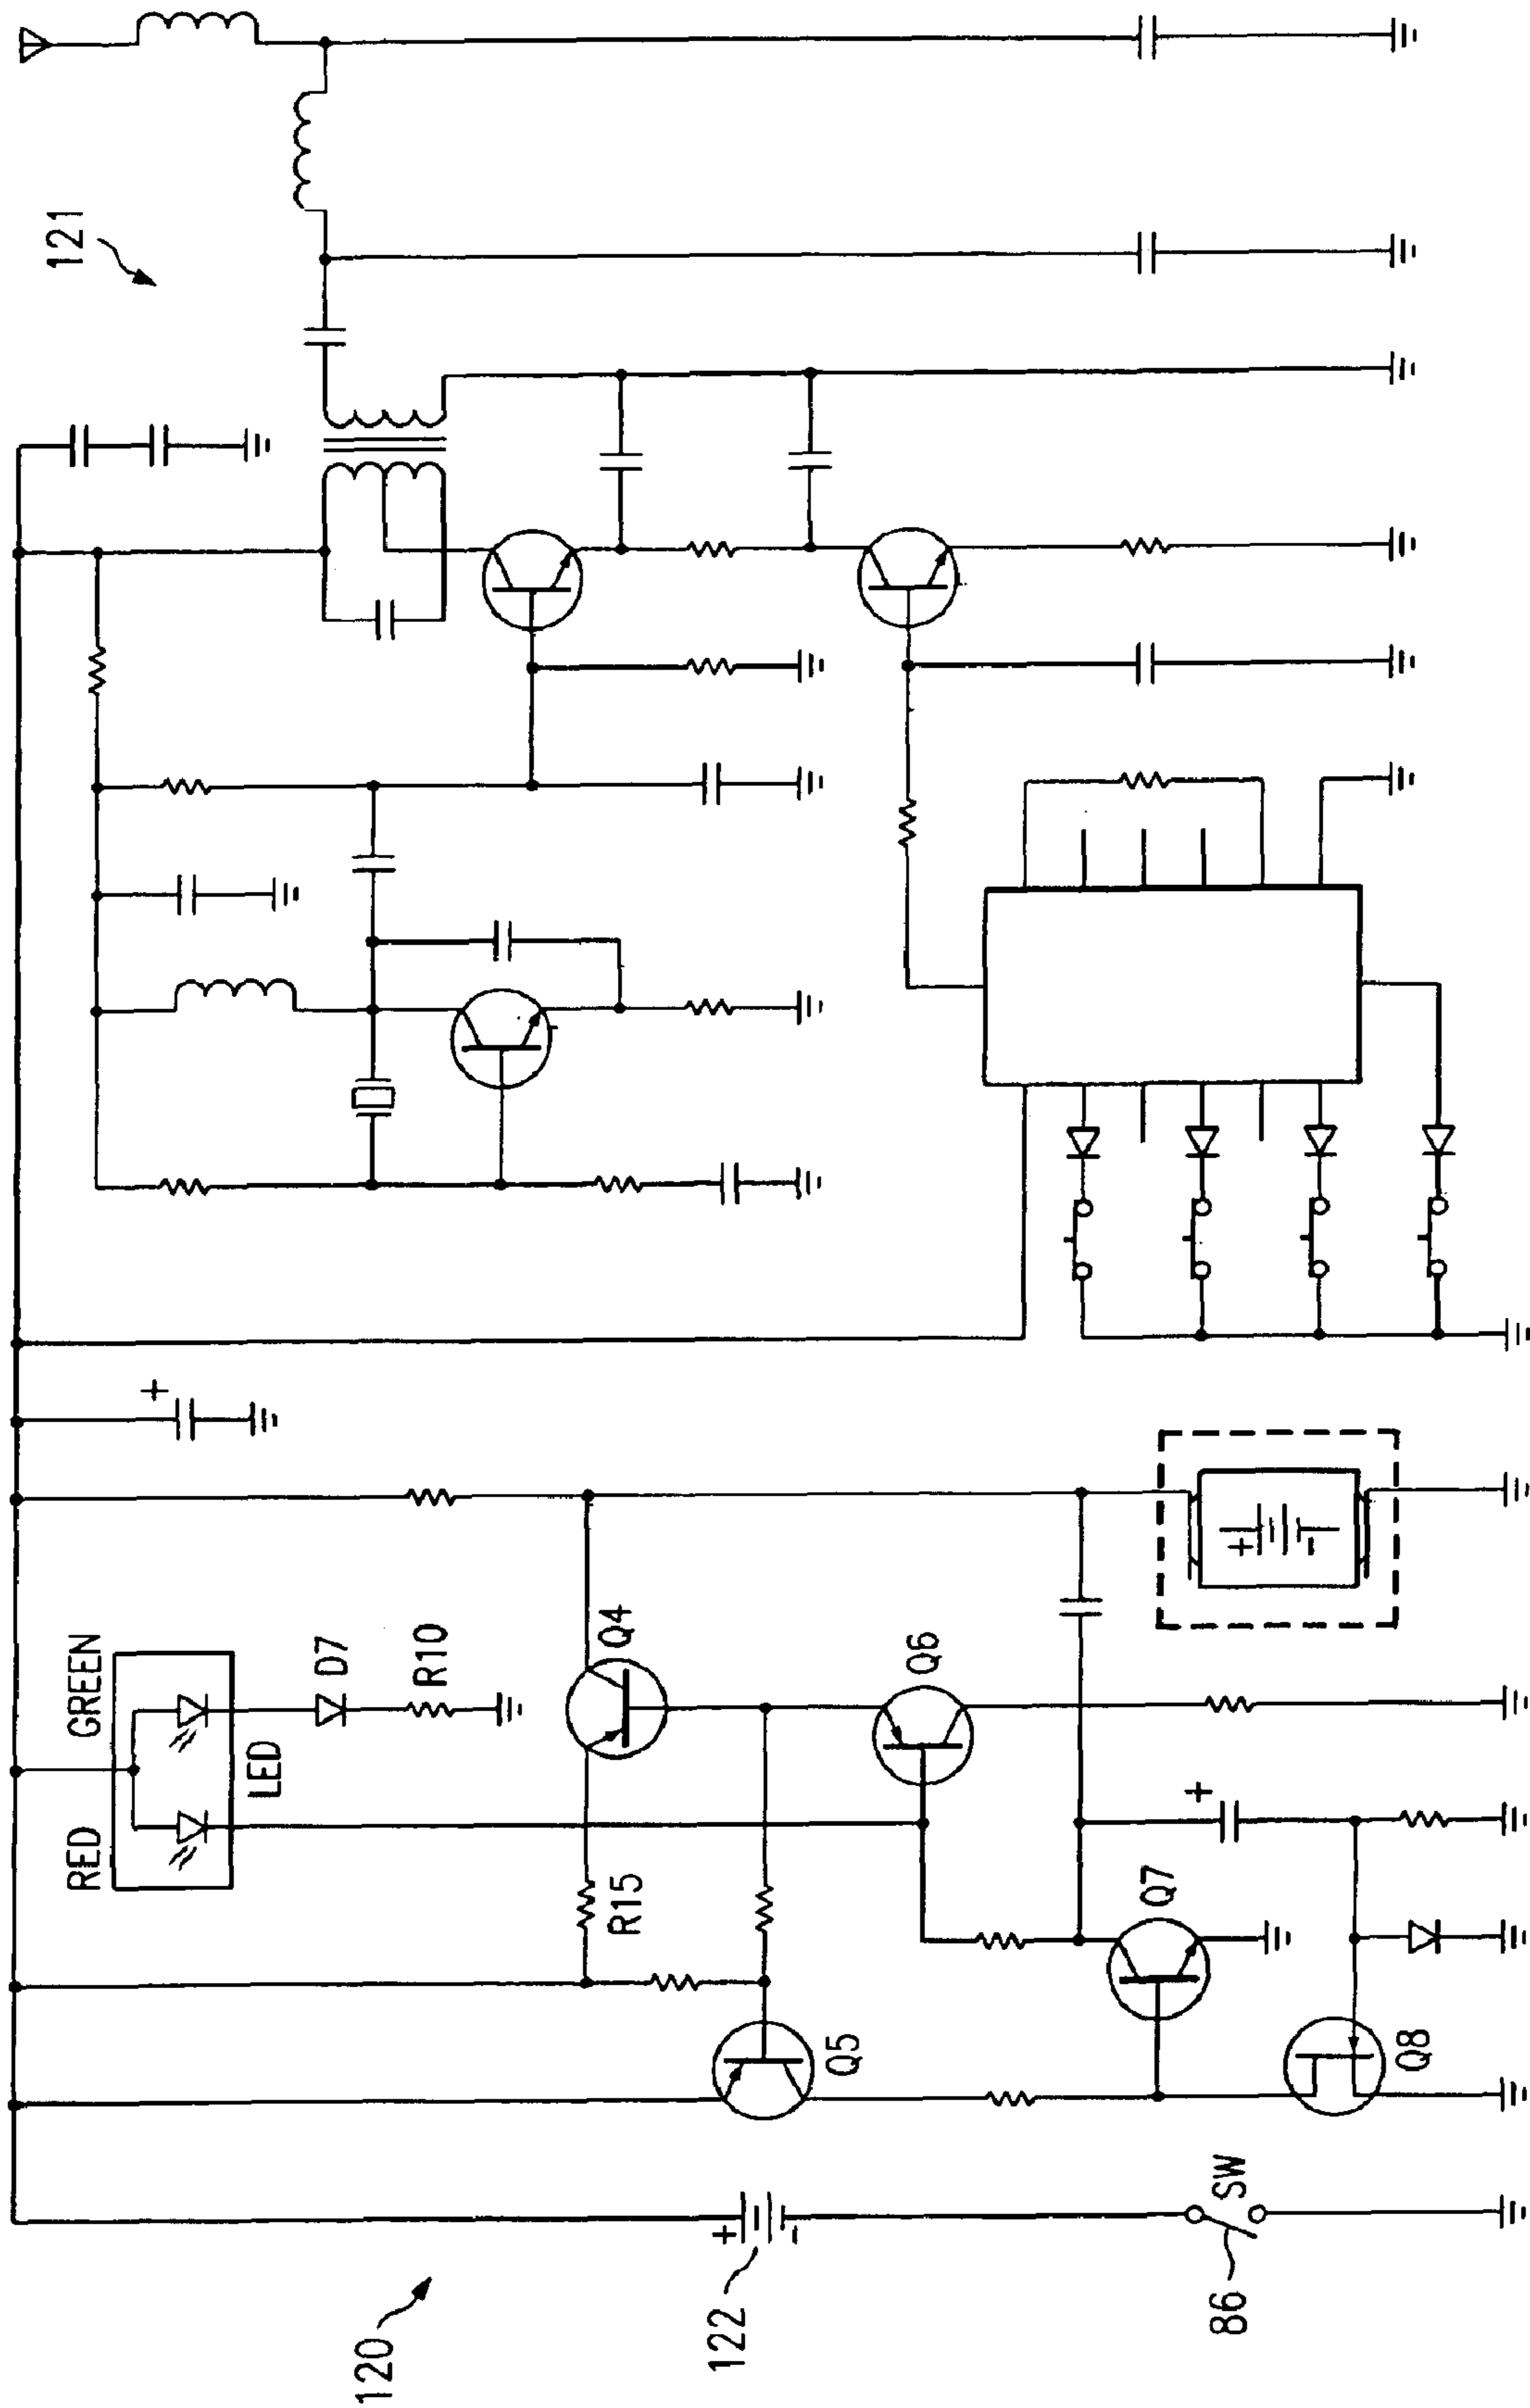 121
RED
GREEN
LED
D7
R10
Q4
R15
Q6
Q5
Q7
Q8
+
+
+
-
+
-
SW
86
122
120